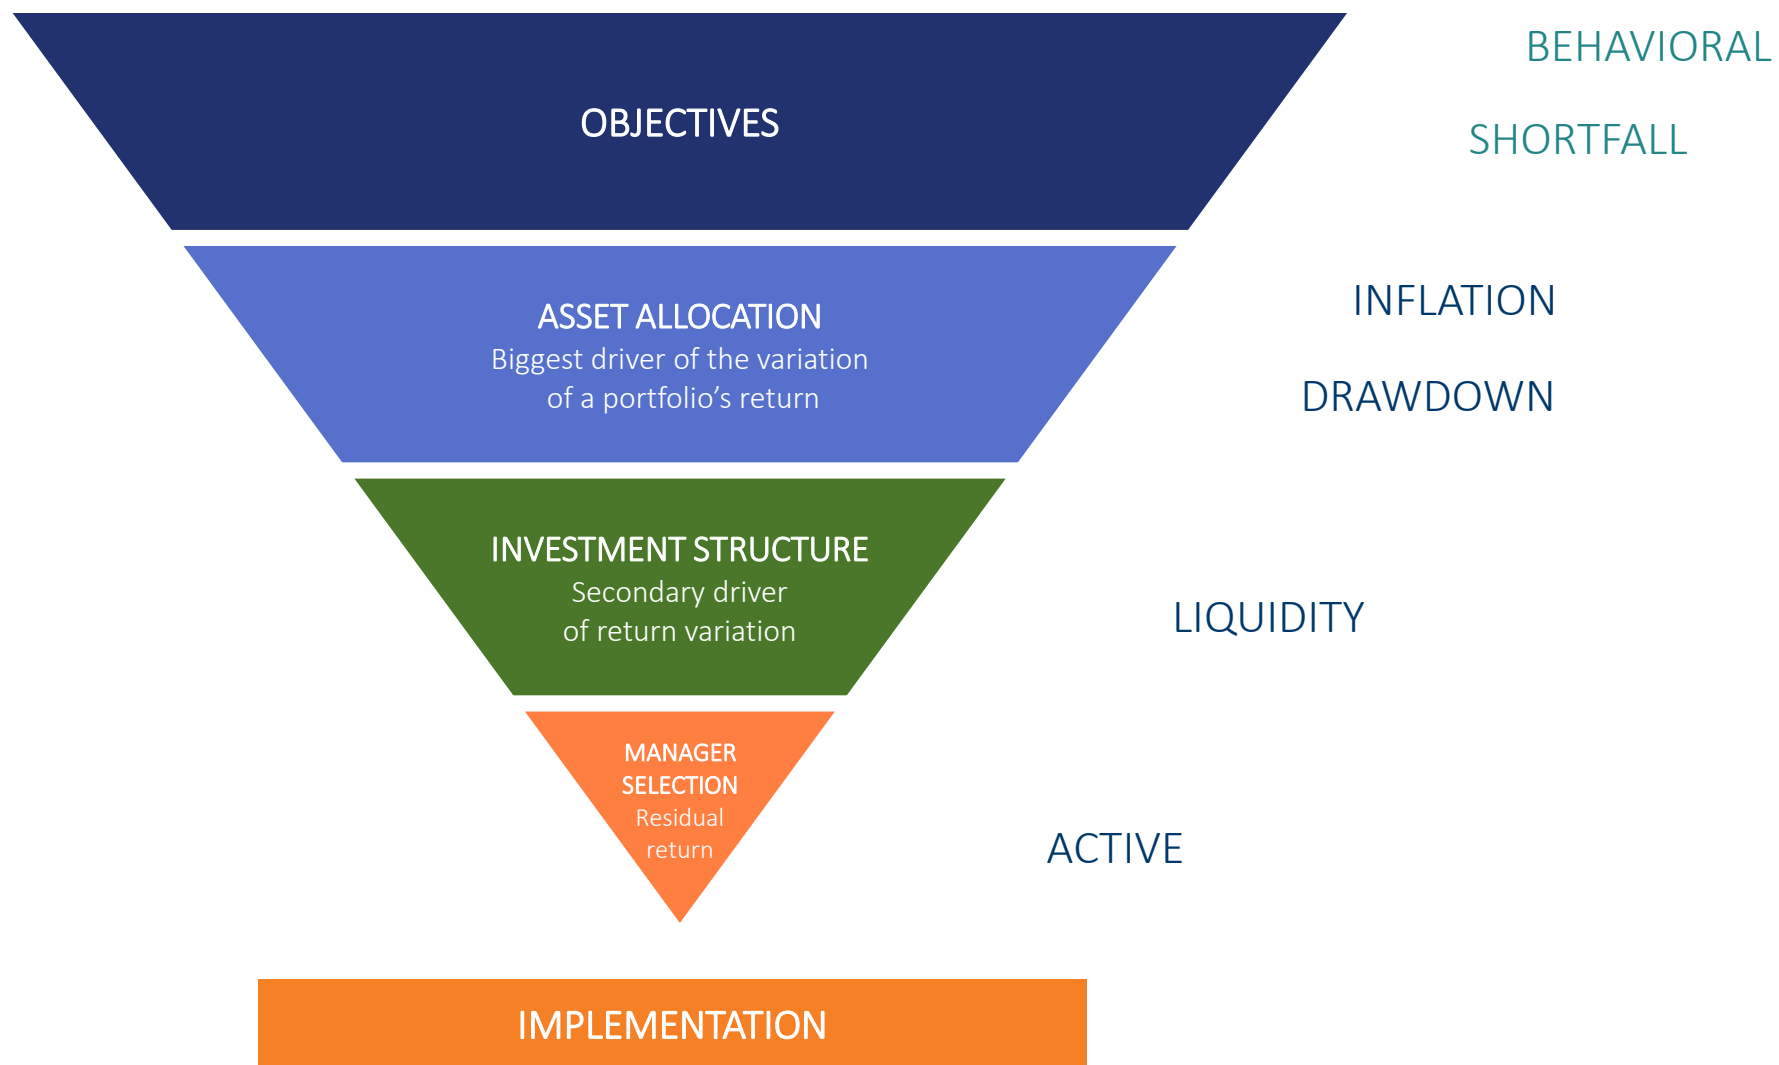 OBJECTIVES
BEHAVIORAL
SHORTFALL
ASSET ALLOCATION
Biggest driver of the variation
of a portfolio’s return
INFLATION
DRAWDOWN
INVESTMENT STRUCTURE
Secondary driver
of return variation
LIQUIDITY
MANAGER
SELECTION
Residual
return
ACTIVE
IMPLEMENTATION